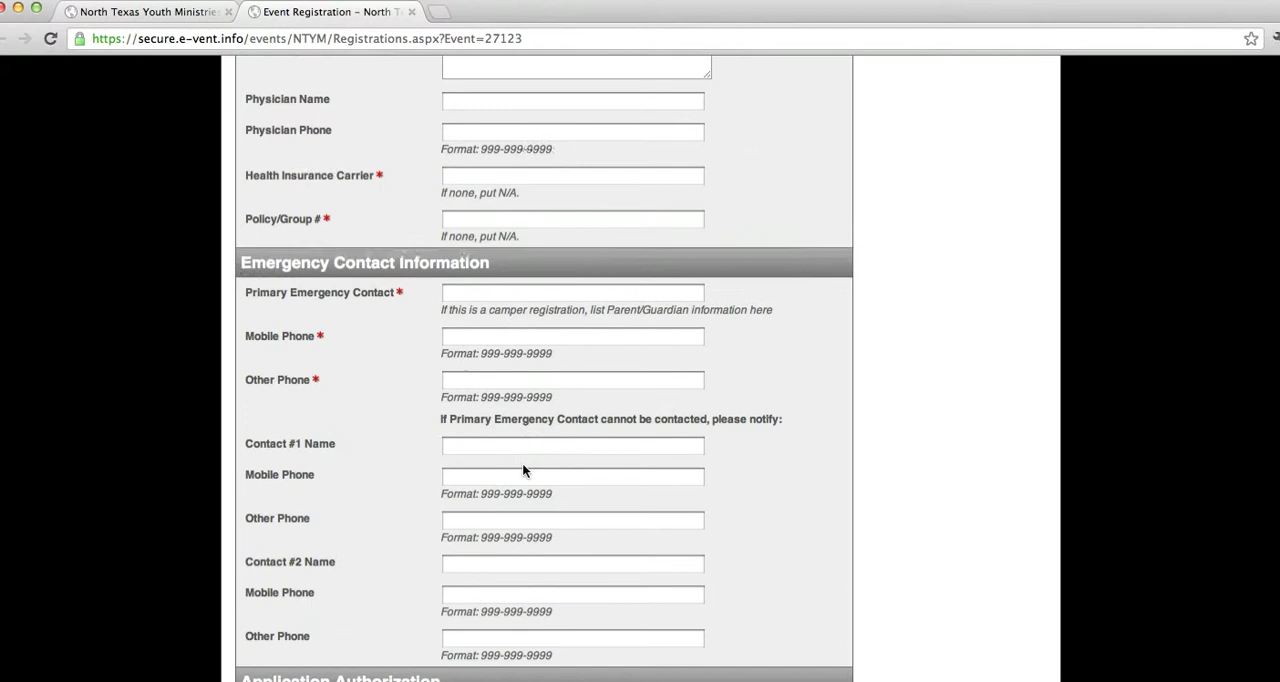 North Texas Youth Ministries
Event Registration – North T
https://secure.e-vent.info/events/NTYM/Registrations.aspx?Event=27123
Physician Name
Physician Phone
Format: 999-999-9999
Health Insurance Carrier *
If none, put N/A.
Policy/Group # *
If none, put N/A.
Emergency Contact Information
Primary Emergency Contact *
If this is a camper registration, list Parent/Guardian information here
Mobile Phone *
Format: 999-999-9999
Other Phone *
Format: 999-999-9999
If Primary Emergency Contact cannot be contacted, please notify:
Contact #1 Name
Mobile Phone
Format: 999-999-9999
Other Phone
Format: 999-999-9999
Contact #2 Name
Mobile Phone
Format: 999-999-9999
Other Phone
Format: 999-999-9999
Application Authorization